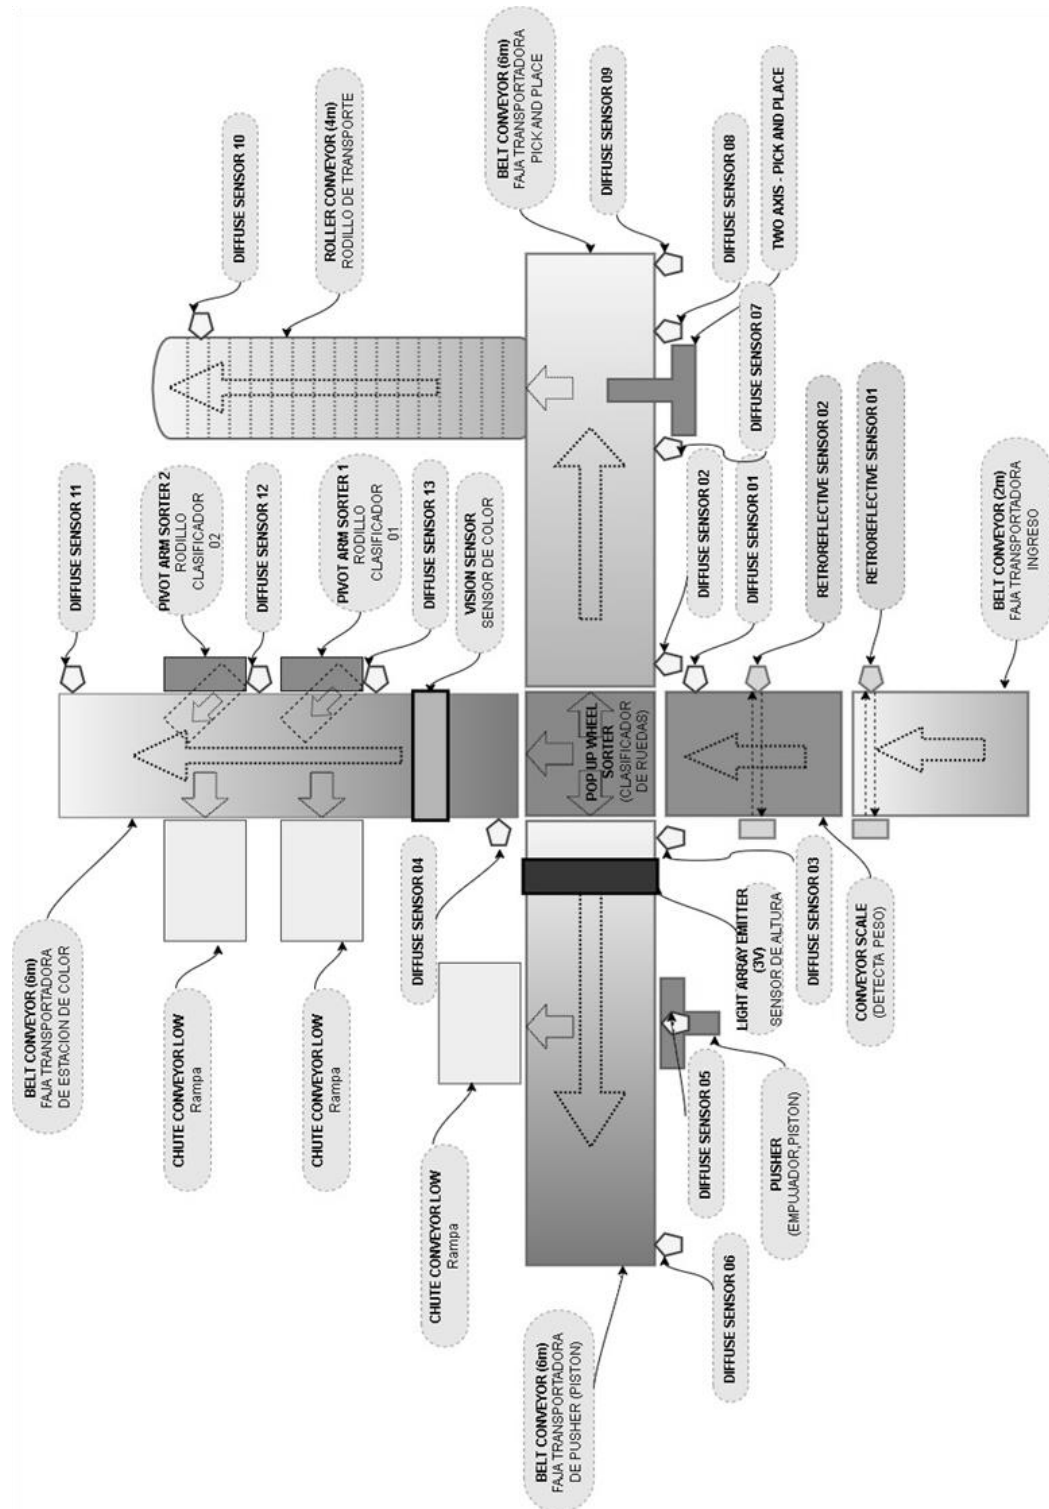 DIFFUSE SENSOR 10
ROLLER CONVEYOR (4m)
RODILLO DE TRANSPORTE
BELT CONVEYOR (6m)
FAJA TRANSPORTADORA
PICK AND PLACE
DIFFUSE SENSOR 09
DIFFUSE SENSOR 08
TWO AXIS - PICK AND PLACE
DIFFUSE SENSOR 07
DIFFUSE SENSOR 11
PIVOT ARM SORTER 2
RODILLO
CLASIFICADOR
02
DIFFUSE SENSOR 12
PIVOT ARM SORTER 1
RODILLO
CLASIFICADOR
01
DIFFUSE SENSOR 13
VISION SENSOR
SENSOR DE COLOR
DIFFUSE SENSOR 02
DIFFUSE SENSOR 01
RETROREFLECTIVE SENSOR 02
RETROREFLECTIVE SENSOR 01
BELT CONVEYOR (2m)
FAJA TRANSPORTADORA
INGRESO
POP UP WHEEL
SORTER
(CLASIFICADOR
DE RUEDAS)
BELT CONVEYOR (6m)
FAJA TRANSPORTADORA
DE ESTACION DE COLOR
CHUTE CONVEYOR LOW
Rampa
CHUTE CONVEYOR LOW
Rampa
DIFFUSE SENSOR 04
CHUTE CONVEYOR LOW
Rampa
LIGHT ARRAY EMITTER
(3V)
SENSOR DE ALTURA
DIFFUSE SENSOR 03
CONVEYOR SCALE
(DETECTA PESO)
DIFFUSE SENSOR 05
PUSHER
(EMPUJADOR,PISTON)
BELT CONVEYOR (6m)
FAJA TRANSPORTADORA
DE PUSHER (PISTON)
DIFFUSE SENSOR 06